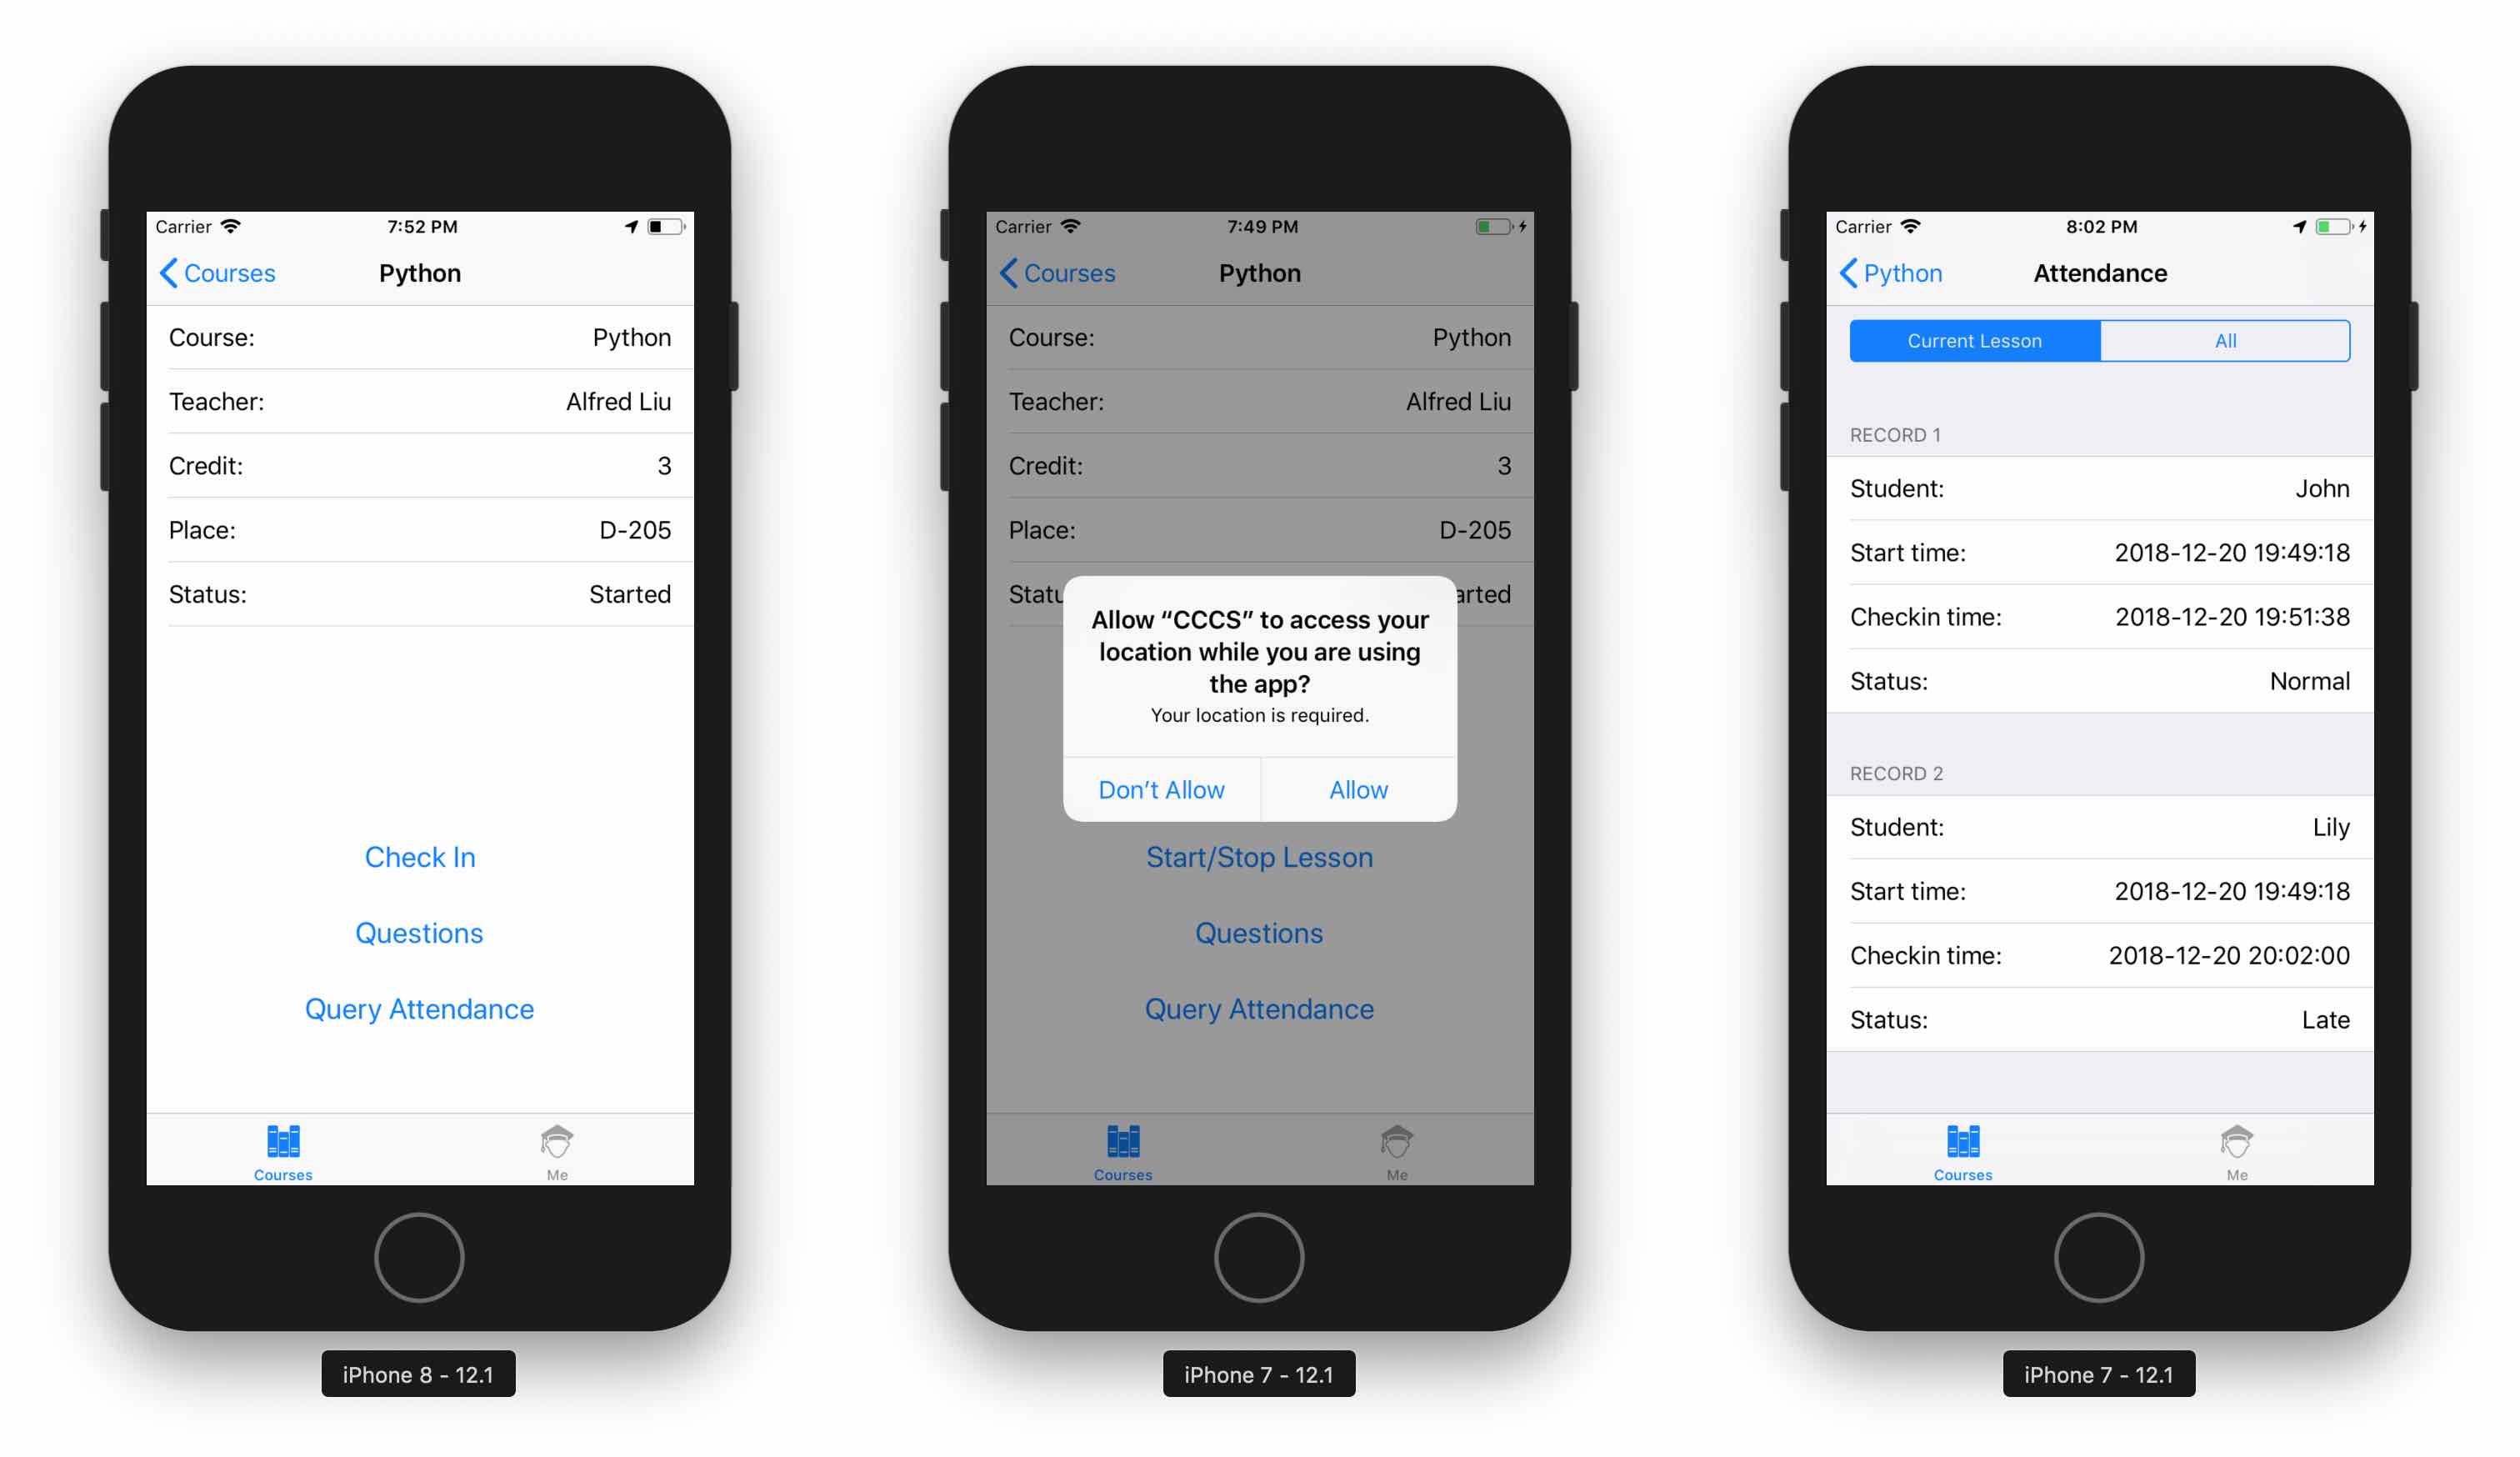 Carrier 7:52 PM
Courses Python
Course: Python
Teacher: Alfred Liu
Credit: 3
Place: D-205
Status: Started
Check In
Questions
Query Attendance
Courses Me
iPhone 8 - 12.1
Carrier 7:49 PM
Courses Python
Course: Python
Teacher: Alfred Liu
Credit: 3
Place: D-205
Statu arted
Allow “CCCS” to access your
location while you are using
the app?
Your location is required.
Don’t Allow Allow
Start/Stop Lesson
Questions
Query Attendance
Courses Me
iPhone 7 - 12.1
Carrier 8:02 PM
Python Attendance
Current Lesson All
RECORD 1
Student: John
Start time: 2018-12-20 19:49:18
Checkin time: 2018-12-20 19:51:38
Status: Normal
RECORD 2
Student: Lily
Start time: 2018-12-20 19:49:18
Checkin time: 2018-12-20 20:02:00
Status: Late
Courses Me
iPhone 7 - 12.1